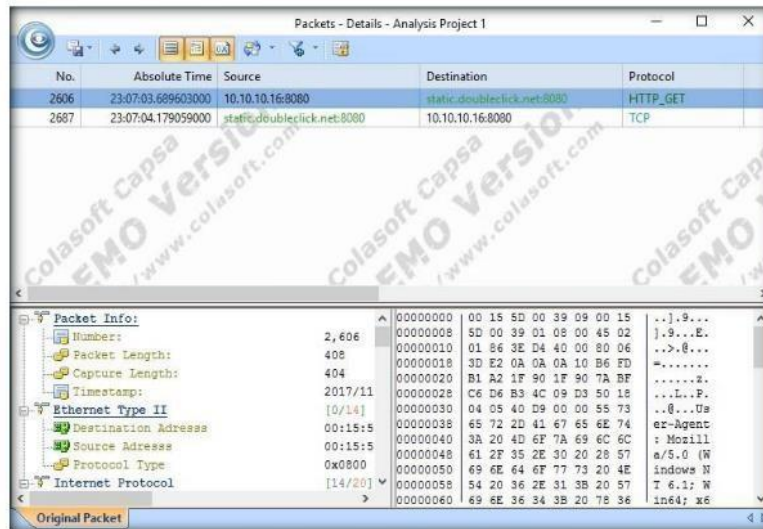 Packets - Details - Analysis Project 1
No. Absolute Time Source Destination Protocol
2606 23:07:03.689603000 10.10.10.16:8080 static.doubleclick.net:8080 HTTP_GET
2687 23:07:04.179059000 static.doubleclick.net:8080 10.10.10.16:8080 TCP
Colasoft Capsa
DEMO Version
www.colasoft.com
Colasoft Capsa
DEMO Version
www.colasoft.com
Packet Info:
Number: 2,606
Packet Length: 408
Capture Length: 404
Timestamp: 2017/11
Ethernet Type II [0/14]
Destination Adresss 00:15:5
Source Adresss 00:15:5
Protocol Type 0x0800
Internet Protocol [14/20]
00000000 00 15 5D 00 39 09 00 15 ..].9...
00000008 5D 00 39 01 08 00 45 02 ].9...E.
00000010 01 86 3E D4 40 00 80 06 ..>.@...
00000018 3D E2 0A 0A 0A 10 B6 FD =.......
00000020 B1 A2 1F 90 1F 90 7A BF ......z.
00000028 C6 D6 B3 4C 09 D3 50 18 ...L..P.
00000030 04 05 40 D9 00 00 55 73 ..@...Us
00000038 65 72 2D 41 67 65 6E 74 er-Agent
00000040 3A 20 4D 6F 7A 69 6C 6C : Mozill
00000048 61 2F 35 2E 30 20 28 57 a/5.0 (W
00000050 69 6E 64 6F 77 73 20 4E indows N
00000058 54 20 36 2E 31 3B 20 57 T 6.1; W
00000060 69 6E 36 34 3B 20 78 36 in64; x6
Original Packet